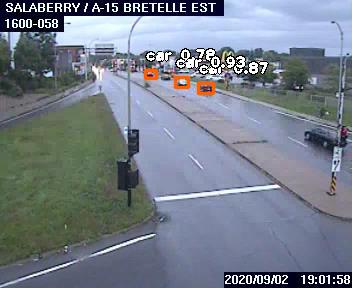 SALABERRY / A-15 BRETELLE EST
1600-058
car 0.78
car 0.93
car 0.87
2020/09/02 19:01:58